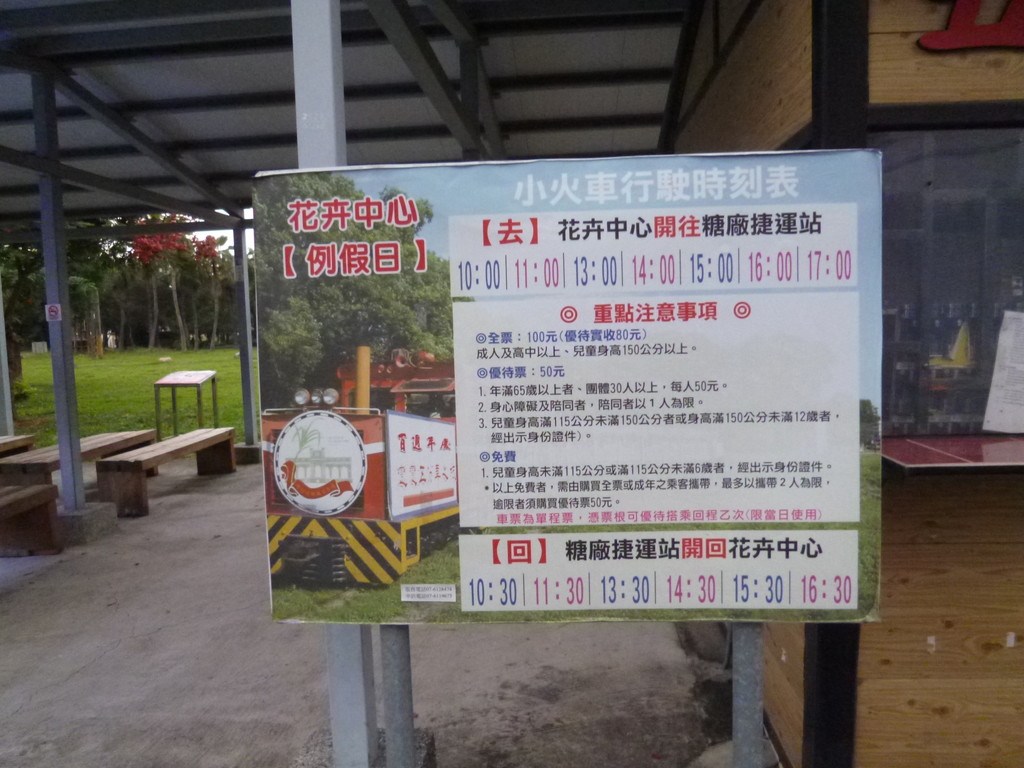 小火車行駛時刻表
花卉中心
【例假日】
【去】花卉中心開往糖廠捷運站
10:00 11:00 13:00 14:00 15:00 16:00 17:00
◎ 重點注意事項 ◎
◎全票：100元(優待實收80元)
成人及高中以上、兒童身高150公分以上。
◎優待票：50元
1. 年滿65歲以上者、團體30人以上，每人50元。
2. 身心障礙及陪同者，陪同者以1人為限。
3. 兒童身高滿115公分未滿150公分者或身高滿150公分未滿12歲者，
經出示身份證件)。
◎免費
1. 兒童身高未滿115公分或滿115公分未滿6歲者，經出示身份證件。
*以上免費者，需由購買全票或成年之乘客攜帶，最多以攜帶2人為限，
逾限者須購買優待票50元。
車票為單程票，憑票根可優待搭乘回程乙次(限當日使用)
【回】糖廠捷運站開回花卉中心
10:30 11:30 13:30 14:30 15:30 16:30